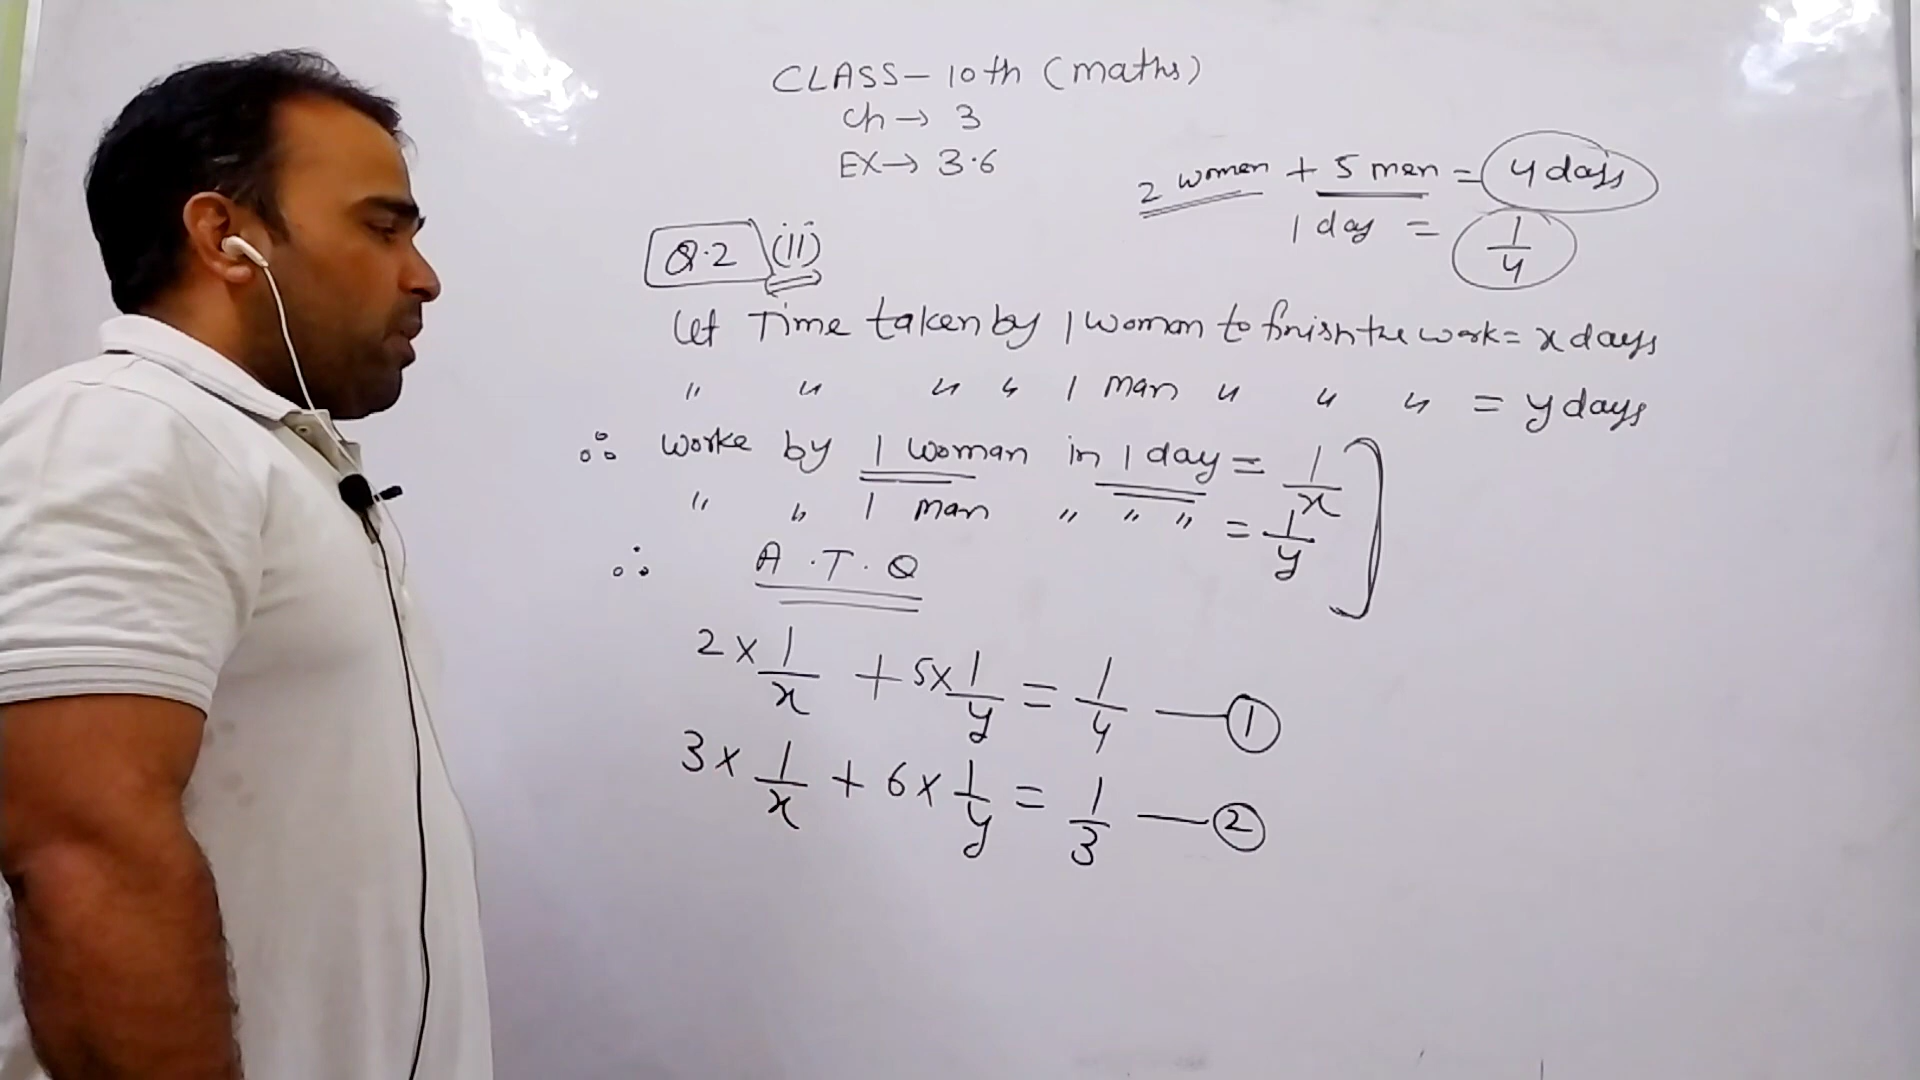 CLASS - 10th (maths)
Ch → 3
EX → 3.6
2 women + 5 men = 4 days
1 day = 1/4
Q.2 (ii)
Let Time taken by 1 woman to finish the work = x days
" " " " 1 man " " " = y days
∴ worke by 1 woman in 1 day = 1/x
" " 1 man " " " = 1/y
∴ A.T.Q
2 × 1/x + 5 × 1/y = 1/4 — 1
3 × 1/x + 6 × 1/y = 1/3 — 2